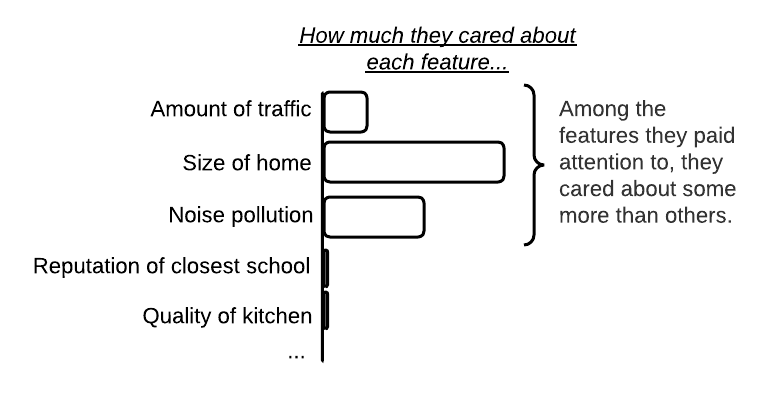 How much they cared about
each feature...
Amount of traffic
Size of home
Noise pollution
Reputation of closest school
Quality of kitchen
...
Among the
features they paid
attention to, they
cared about some
more than others.